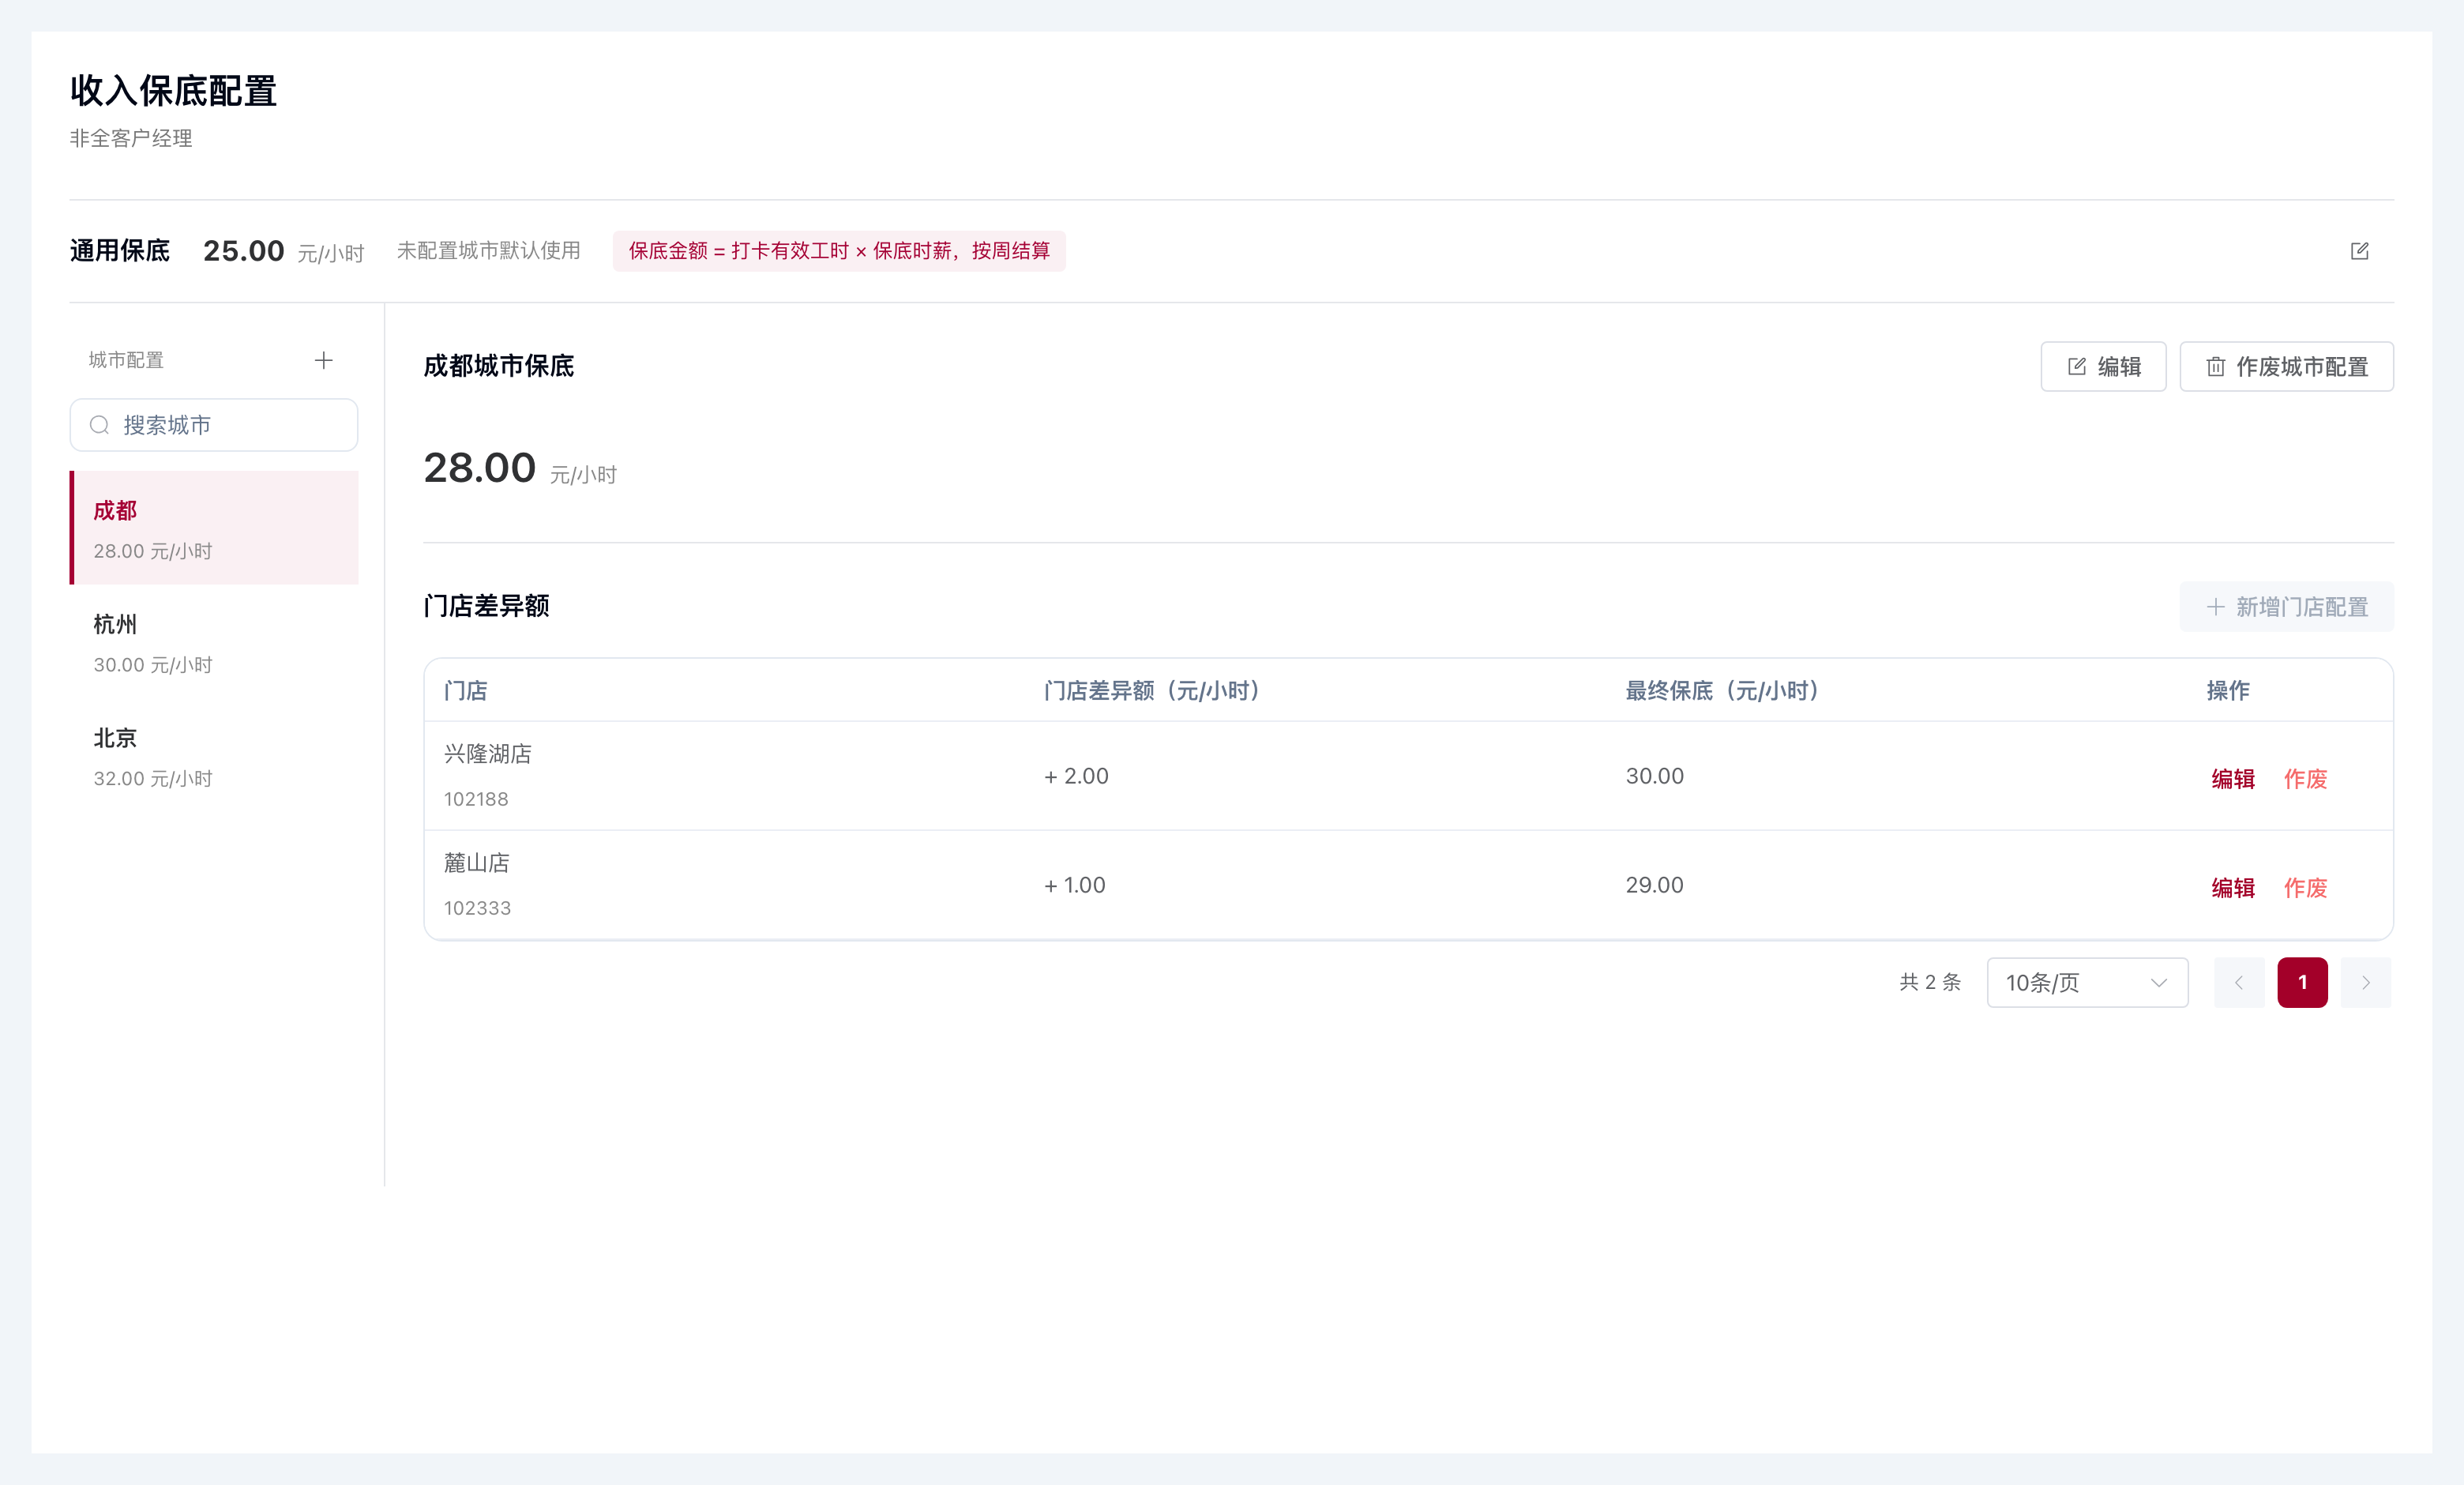 收入保底配置
非全客户经理
通用保底 25.00 元/小时 未配置城市默认使用 保底金额 = 打卡有效工时 × 保底时薪，按周结算
城市配置
搜索城市
成都
28.00 元/小时
杭州
30.00 元/小时
北京
32.00 元/小时
成都城市保底 编辑 作废城市配置
28.00 元/小时
门店差异额 新增门店配置
门店 门店差异额（元/小时） 最终保底（元/小时） 操作
兴隆湖店
102188
+ 2.00 30.00 编辑 作废
麓山店
102333
+ 1.00 29.00 编辑 作废
共 2 条 10条/页 1